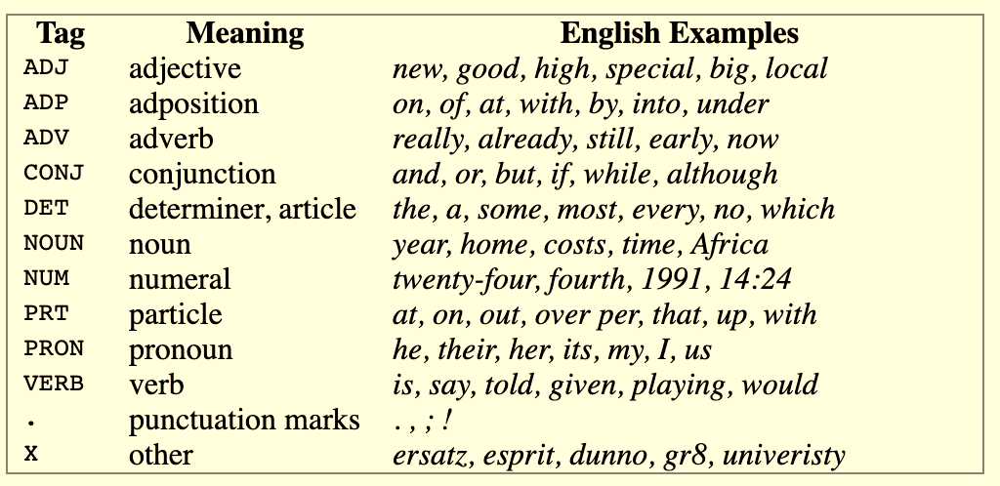 Tag Meaning English Examples
ADJ adjective new, good, high, special, big, local
ADP adposition on, of, at, with, by, into, under
ADV adverb really, already, still, early, now
CONJ conjunction and, or, but, if, while, although
DET determiner, article the, a, some, most, every, no, which
NOUN noun year, home, costs, time, Africa
NUM numeral twenty-four, fourth, 1991, 14:24
PRT particle at, on, out, over per, that, up, with
PRON pronoun he, their, her, its, my, I, us
VERB verb is, say, told, given, playing, would
. punctuation marks . , ; !
X other ersatz, esprit, dunno, gr8, univeristy